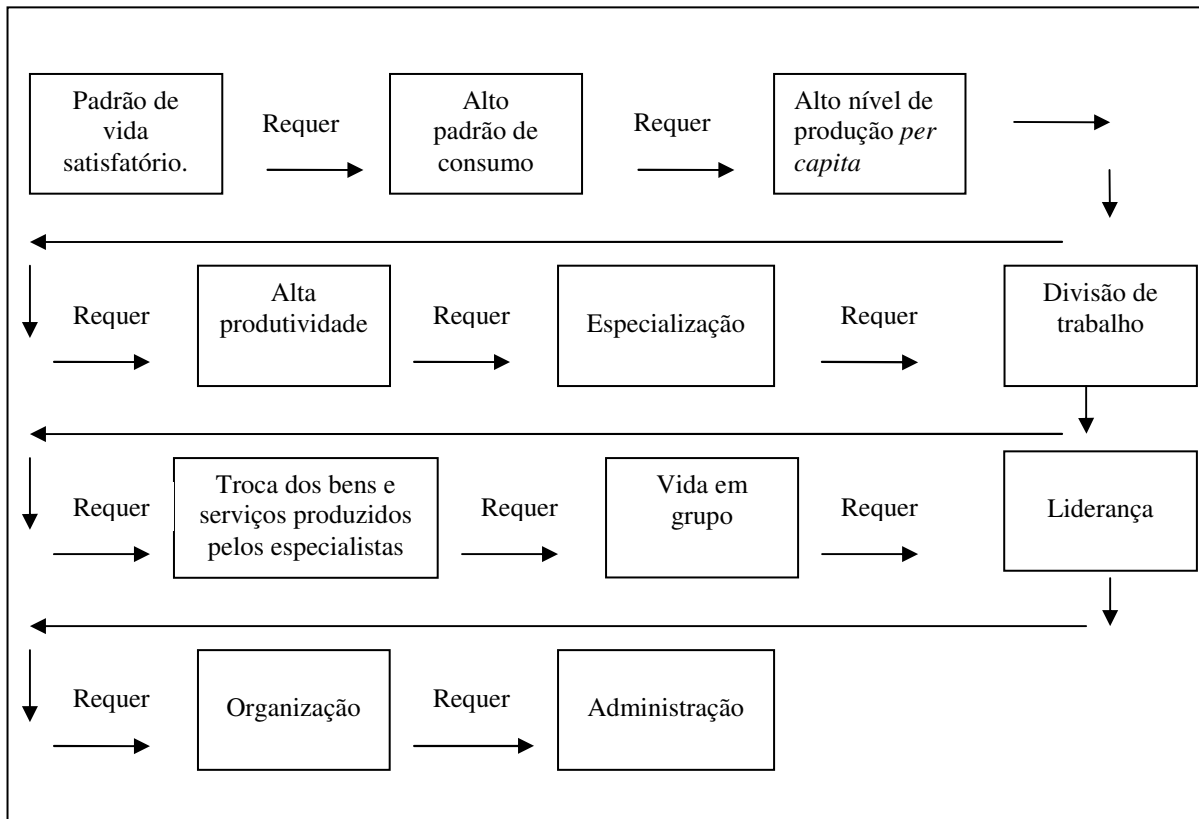 Padrão de
vida
satisfatório.
Requer
Alto
padrão de
consumo
Requer
Alto nível de
produção per
capita
Requer
Alta
produtividade
Requer
Especialização
Requer
Divisão de
trabalho
Requer
Troca dos bens e
serviços produzidos
pelos especialistas
Requer
Vida em
grupo
Requer
Liderança
Requer
Organização
Requer
Administração